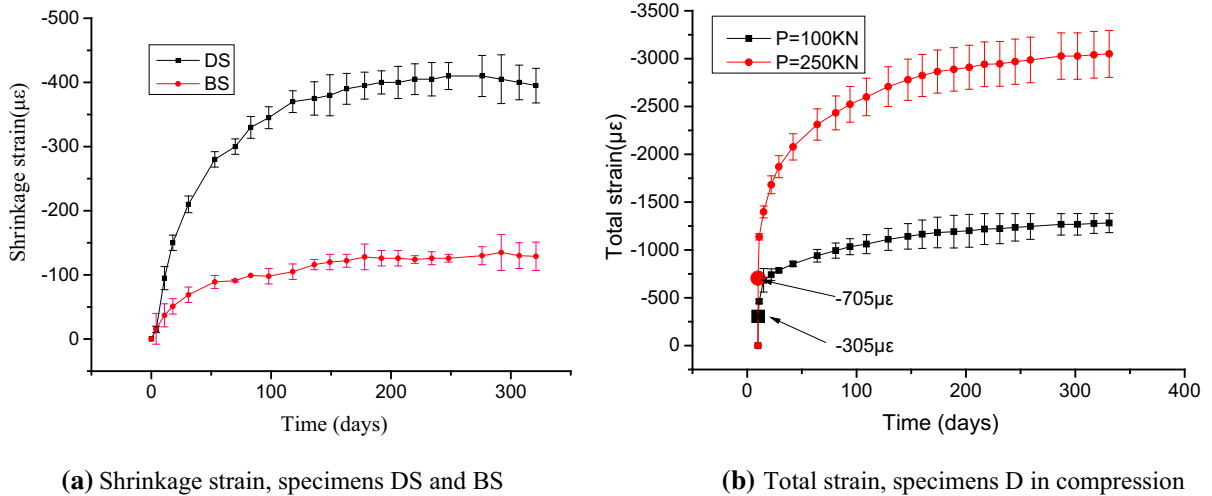 -500
-400
-300
-200
-100
0
Shrinkage strain(με)
DS
BS
0 100 200 300
Time (days)
(a) Shrinkage strain, specimens DS and BS
-3500
-3000
-2500
-2000
-1500
-1000
-500
0
Total strain(με)
P=100KN
P=250KN
-705με
-305με
0 100 200 300 400
Time (days)
(b) Total strain, specimens D in compression